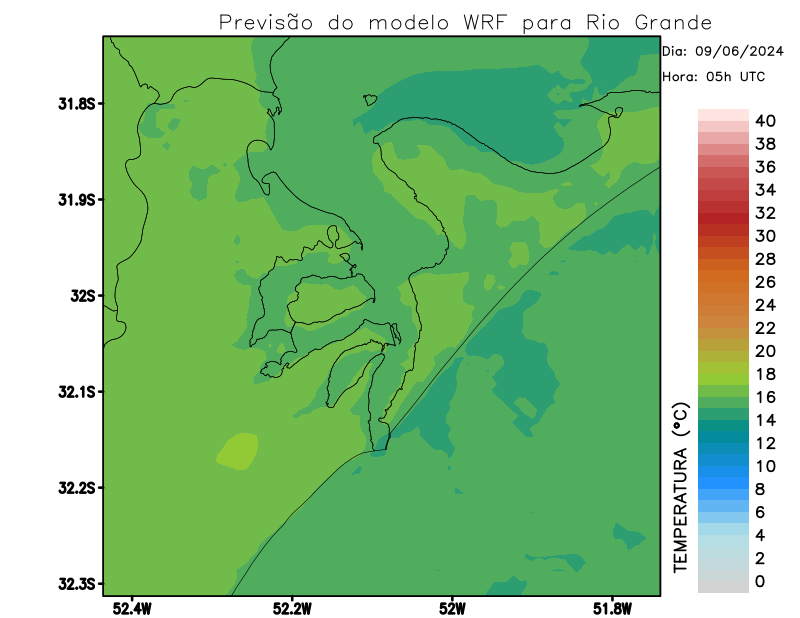 Previsão do modelo WRF para Rio Grande
Dia: 09/06/2024
Hora: 05h UTC
31.8S
31.9S
32S
32.1S
32.2S
32.3S
52.4W
52.2W
52W
51.8W
TEMPERATURA (°C)
40
38
36
34
32
30
28
26
24
22
20
18
16
14
12
10
8
6
4
2
0